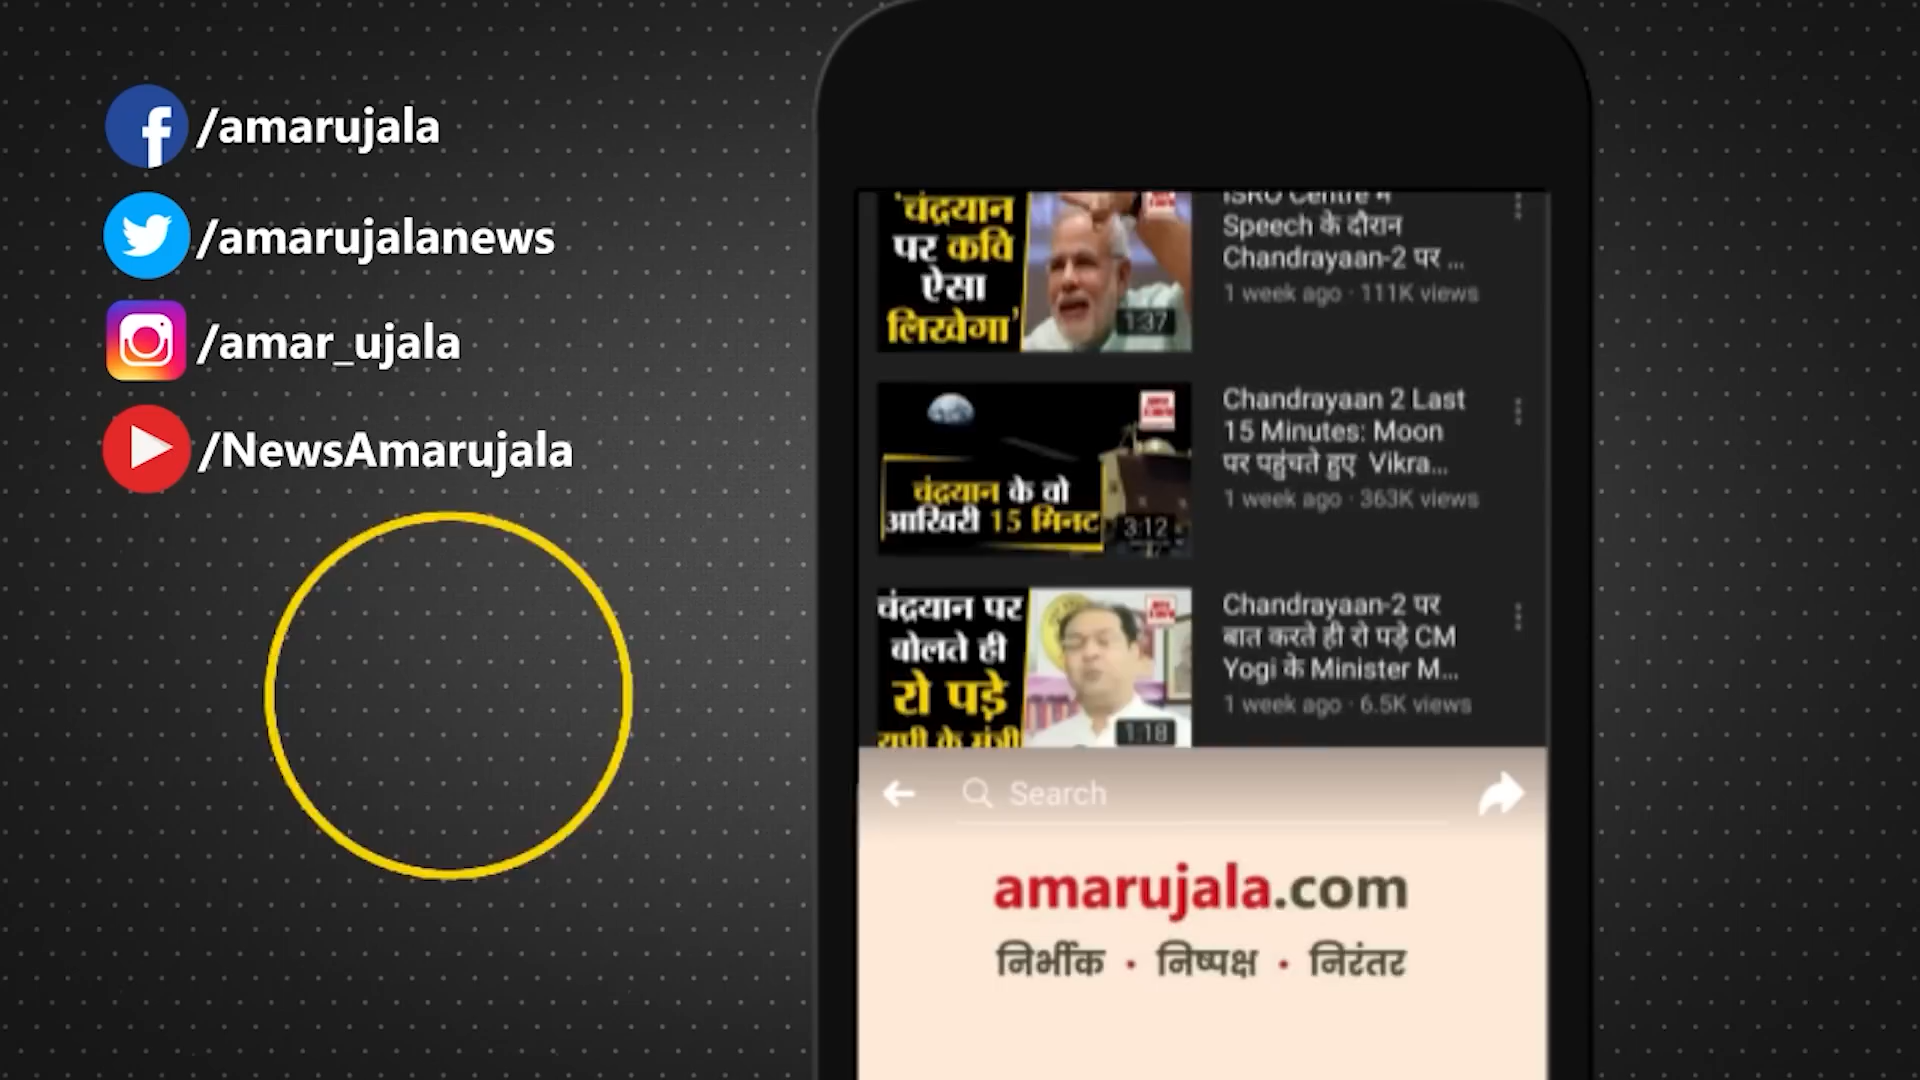 /amarujala
/amarujalanews
/amar_ujala
/NewsAmarujala
'चंद्रयान
पर कवि
ऐसा
लिखेगा'
1:37
ISRO Centre में
Speech के दौरान
Chandrayaan-2 पर ...
1 week ago · 111K views
चंद्रयान के वो
आखिरी 15 मिनट
3:12
Chandrayaan 2 Last
15 Minutes: Moon
पर पहुंचते हुए Vikra...
1 week ago · 363K views
चंद्रयान पर
बोलते ही
रो पड़े
यूपी के मंत्री
1:18
Chandrayaan-2 पर
बात करते ही रो पड़े CM
Yogi के Minister M...
1 week ago · 6.5K views
Search
amarujala.com
निर्भीक • निष्पक्ष • निरंतर